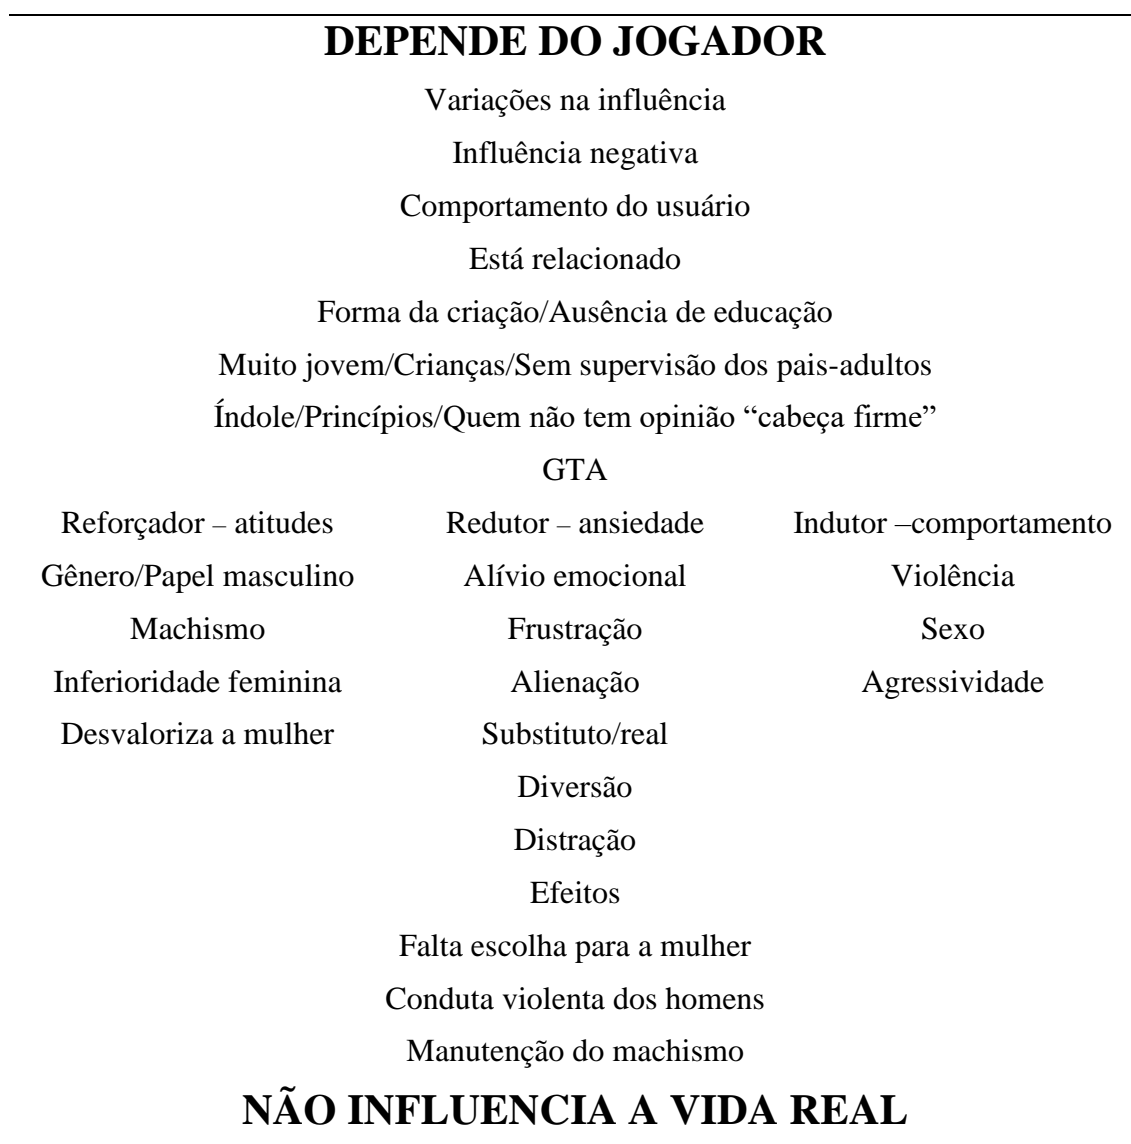 DEPENDE DO JOGADOR
Variações na influência
Influência negativa
Comportamento do usuário
Está relacionado
Forma da criação/Ausência de educação
Muito jovem/Crianças/Sem supervisão dos pais-adultos
Índole/Princípios/Quem não tem opinião “cabeça firme”
GTA
Reforçador – atitudes Redutor – ansiedade Indutor –comportamento
Gênero/Papel masculino Alívio emocional Violência
Machismo Frustração Sexo
Inferioridade feminina Alienação Agressividade
Desvaloriza a mulher Substituto/real
Diversão
Distração
Efeitos
Falta escolha para a mulher
Conduta violenta dos homens
Manutenção do machismo
NÃO INFLUENCIA A VIDA REAL